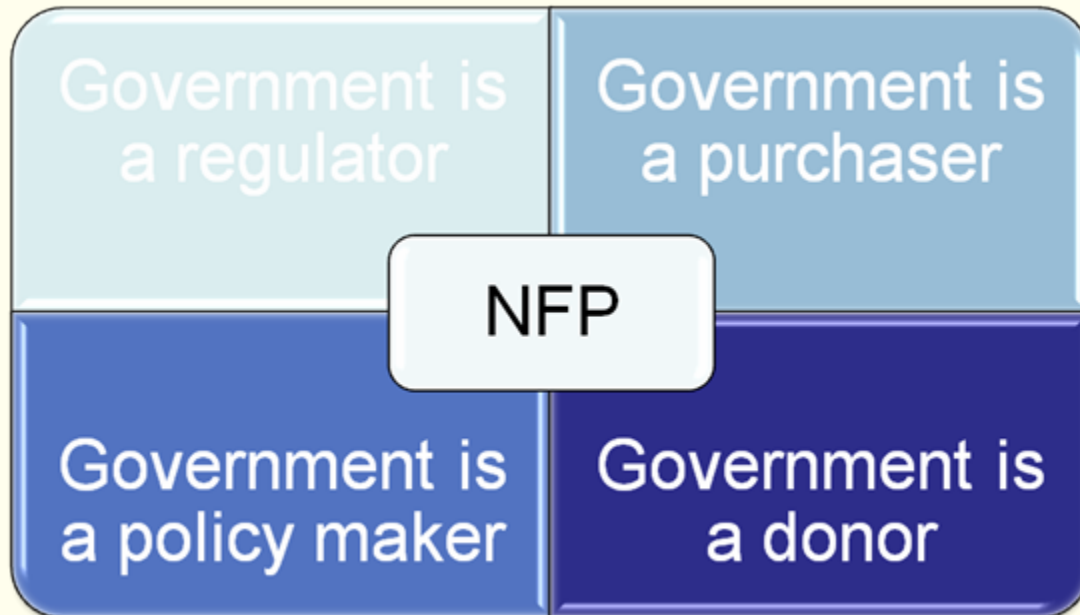 Government is
a regulator
Government is
a purchaser
NFP
Government is
a policy maker
Government is
a donor